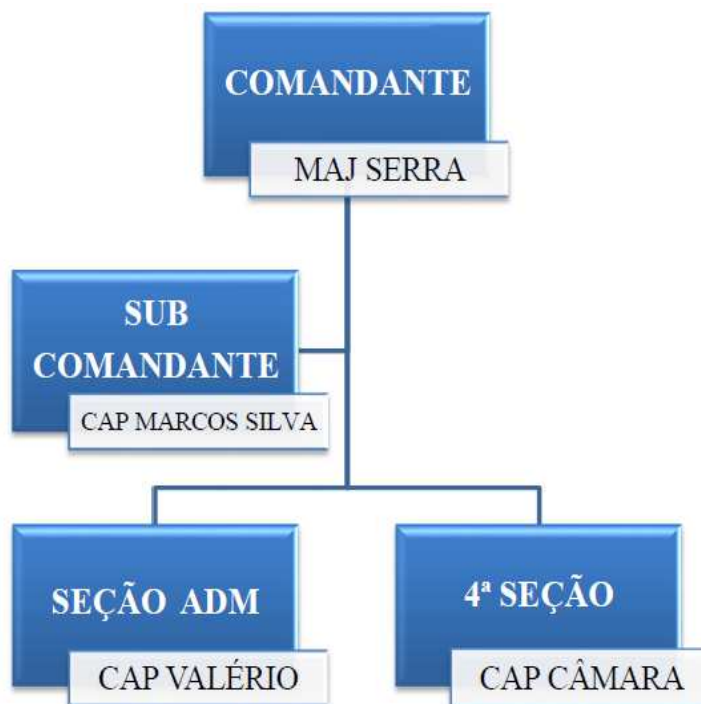 COMANDANTE
MAJ SERRA
SUB
COMANDANTE
CAP MARCOS SILVA
SEÇÃO ADM
CAP VALÉRIO
4ª SEÇÃO
CAP CÂMARA